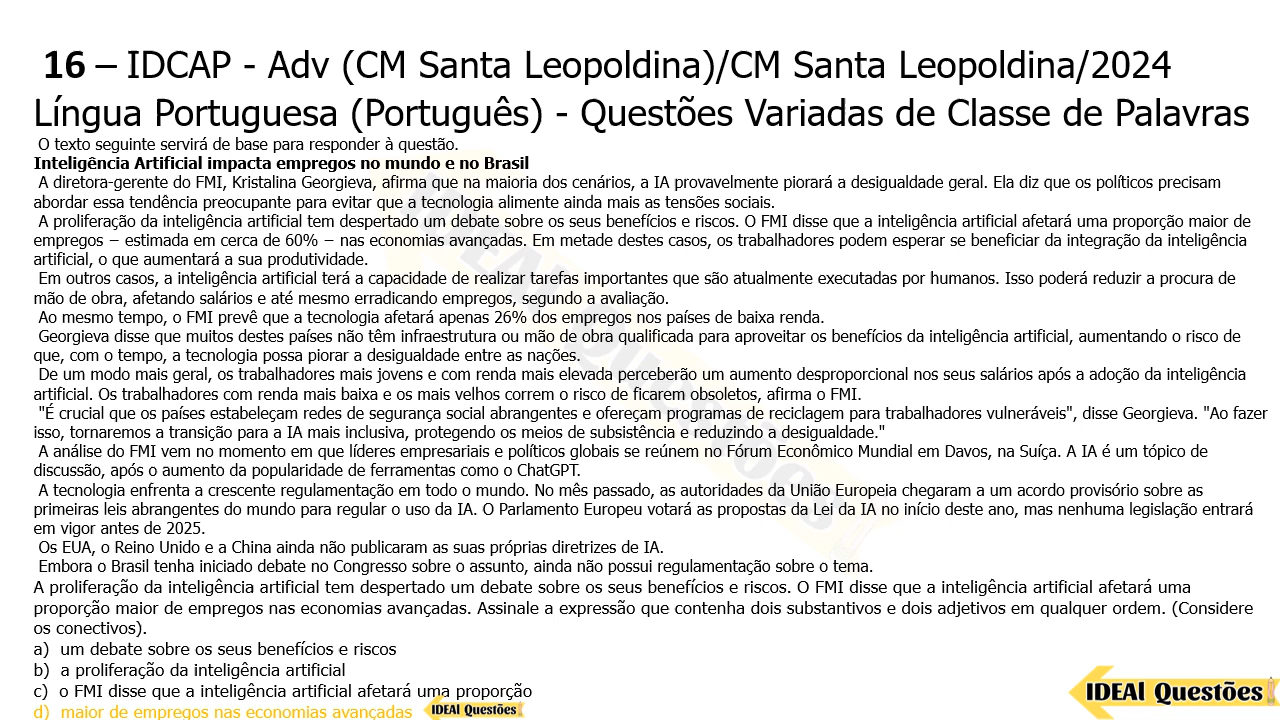 16 – IDCAP - Adv (CM Santa Leopoldina)/CM Santa Leopoldina/2024
Língua Portuguesa (Português) - Questões Variadas de Classe de Palavras
O texto seguinte servirá de base para responder à questão.
Inteligência Artificial impacta empregos no mundo e no Brasil
A diretora-gerente do FMI, Kristalina Georgieva, afirma que na maioria dos cenários, a IA provavelmente piorará a desigualdade geral. Ela diz que os políticos precisam
abordar essa tendência preocupante para evitar que a tecnologia alimente ainda mais as tensões sociais.
A proliferação da inteligência artificial tem despertado um debate sobre os seus benefícios e riscos. O FMI disse que a inteligência artificial afetará uma proporção maior de
empregos − estimada em cerca de 60% − nas economias avançadas. Em metade destes casos, os trabalhadores podem esperar se beneficiar da integração da inteligência
artificial, o que aumentará a sua produtividade.
Em outros casos, a inteligência artificial terá a capacidade de realizar tarefas importantes que são atualmente executadas por humanos. Isso poderá reduzir a procura de
mão de obra, afetando salários e até mesmo erradicando empregos, segundo a avaliação.
Ao mesmo tempo, o FMI prevê que a tecnologia afetará apenas 26% dos empregos nos países de baixa renda.
Georgieva disse que muitos destes países não têm infraestrutura ou mão de obra qualificada para aproveitar os benefícios da inteligência artificial, aumentando o risco de
que, com o tempo, a tecnologia possa piorar a desigualdade entre as nações.
De um modo mais geral, os trabalhadores mais jovens e com renda mais elevada perceberão um aumento desproporcional nos seus salários após a adoção da inteligência
artificial. Os trabalhadores com renda mais baixa e os mais velhos correm o risco de ficarem obsoletos, afirma o FMI.
"É crucial que os países estabeleçam redes de segurança social abrangentes e ofereçam programas de reciclagem para trabalhadores vulneráveis", disse Georgieva. "Ao fazer
isso, tornaremos a transição para a IA mais inclusiva, protegendo os meios de subsistência e reduzindo a desigualdade."
A análise do FMI vem no momento em que líderes empresariais e políticos globais se reúnem no Fórum Econômico Mundial em Davos, na Suíça. A IA é um tópico de
discussão, após o aumento da popularidade de ferramentas como o ChatGPT.
A tecnologia enfrenta a crescente regulamentação em todo o mundo. No mês passado, as autoridades da União Europeia chegaram a um acordo provisório sobre as
primeiras leis abrangentes do mundo para regular o uso da IA. O Parlamento Europeu votará as propostas da Lei da IA no início deste ano, mas nenhuma legislação entrará
em vigor antes de 2025.
Os EUA, o Reino Unido e a China ainda não publicaram as suas próprias diretrizes de IA.
Embora o Brasil tenha iniciado debate no Congresso sobre o assunto, ainda não possui regulamentação sobre o tema.
A proliferação da inteligência artificial tem despertado um debate sobre os seus benefícios e riscos. O FMI disse que a inteligência artificial afetará uma
proporção maior de empregos nas economias avançadas. Assinale a expressão que contenha dois substantivos e dois adjetivos em qualquer ordem. (Considere
os conectivos).
a) um debate sobre os seus benefícios e riscos
b) a proliferação da inteligência artificial
c) o FMI disse que a inteligência artificial afetará uma proporção
d) maior de empregos nas economias avançadas IDEAl Questões
IDEAl Questões
IDEAl Questões